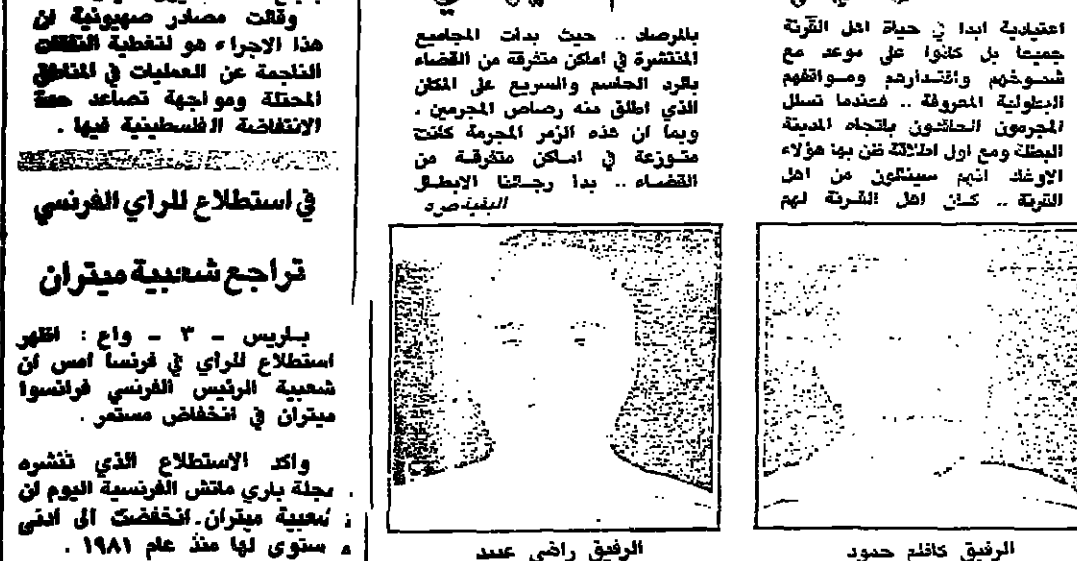 اعتيادية ابدا في حياة اهل القرنة
جميعا بل كانوا على موعد مع
شموخهم واقتدارهم ومواقفهم
البطولية المعروفة .. فعندما تسلل
المجرمون الحاقدون باتجاه المدينة
البطلة ومع اول اطلاقة ظن بها هؤلاء
الاوغاد انهم سينالون من اهل
القرنة .. كان اهل القرنة لهم
الرفيق كاظم حمود
بالمرصاد .. حيث بدأت المجاميع
المنتشرة في اماكن متفرقة من القضاء
بالرد الحاسم والسريع على المكان
الذي اطلق منه رصاص المجرمين .
وبما ان هذه الزمر المجرمة كانت
متوزعة في اماكن متفرقة من
القضاء .. بدا رجالنا الابطال
البقية ص٥
الرفيق راضي عبيد
وقالت مصادر صهيونية ان
هذا الاجراء هو لتغطية النفقات
الناجمة عن العمليات في المناطق
المحتلة ومواجهة تصاعد حدة
الانتفاضة الفلسطينية فيها .
في استطلاع للرأي الفرنسي
تراجع شعبية ميتران
باريس ـ ٣ ـ واع : اظهر
استطلاع للرأي في فرنسا امس ان
شعبية الرئيس الفرنسي فرانسوا
ميتران في انخفاض مستمر .
واكد الاستطلاع الذي تنشره
مجلة باري ماتش الفرنسية اليوم ان
شعبية ميتران انخفضت الى ادنى
مستوى لها منذ عام ١٩٨١ .